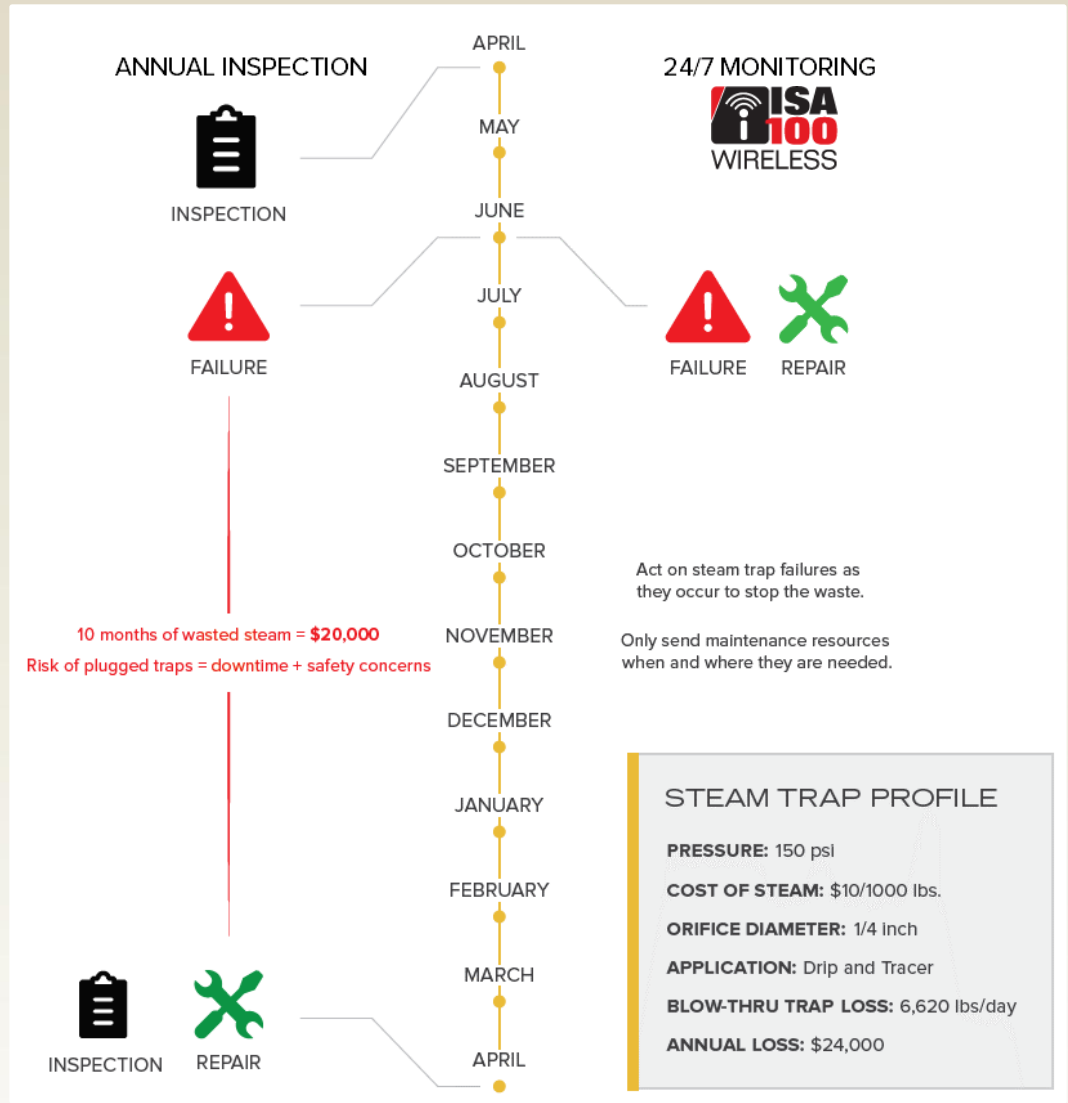 ANNUAL INSPECTION
INSPECTION
FAILURE
10 months of wasted steam = $20,000
Risk of plugged traps = downtime + safety concerns
INSPECTION
REPAIR
APRIL
MAY
JUNE
JULY
AUGUST
SEPTEMBER
OCTOBER
NOVEMBER
DECEMBER
JANUARY
FEBRUARY
MARCH
APRIL
24/7 MONITORING
ISA
100
WIRELESS
FAILURE
REPAIR
Act on steam trap failures as
they occur to stop the waste.
Only send maintenance resources
when and where they are needed.
STEAM TRAP PROFILE
PRESSURE: 150 psi
COST OF STEAM: $10/1000 lbs.
ORIFICE DIAMETER: 1/4 inch
APPLICATION: Drip and Tracer
BLOW-THRU TRAP LOSS: 6,620 lbs/day
ANNUAL LOSS: $24,000